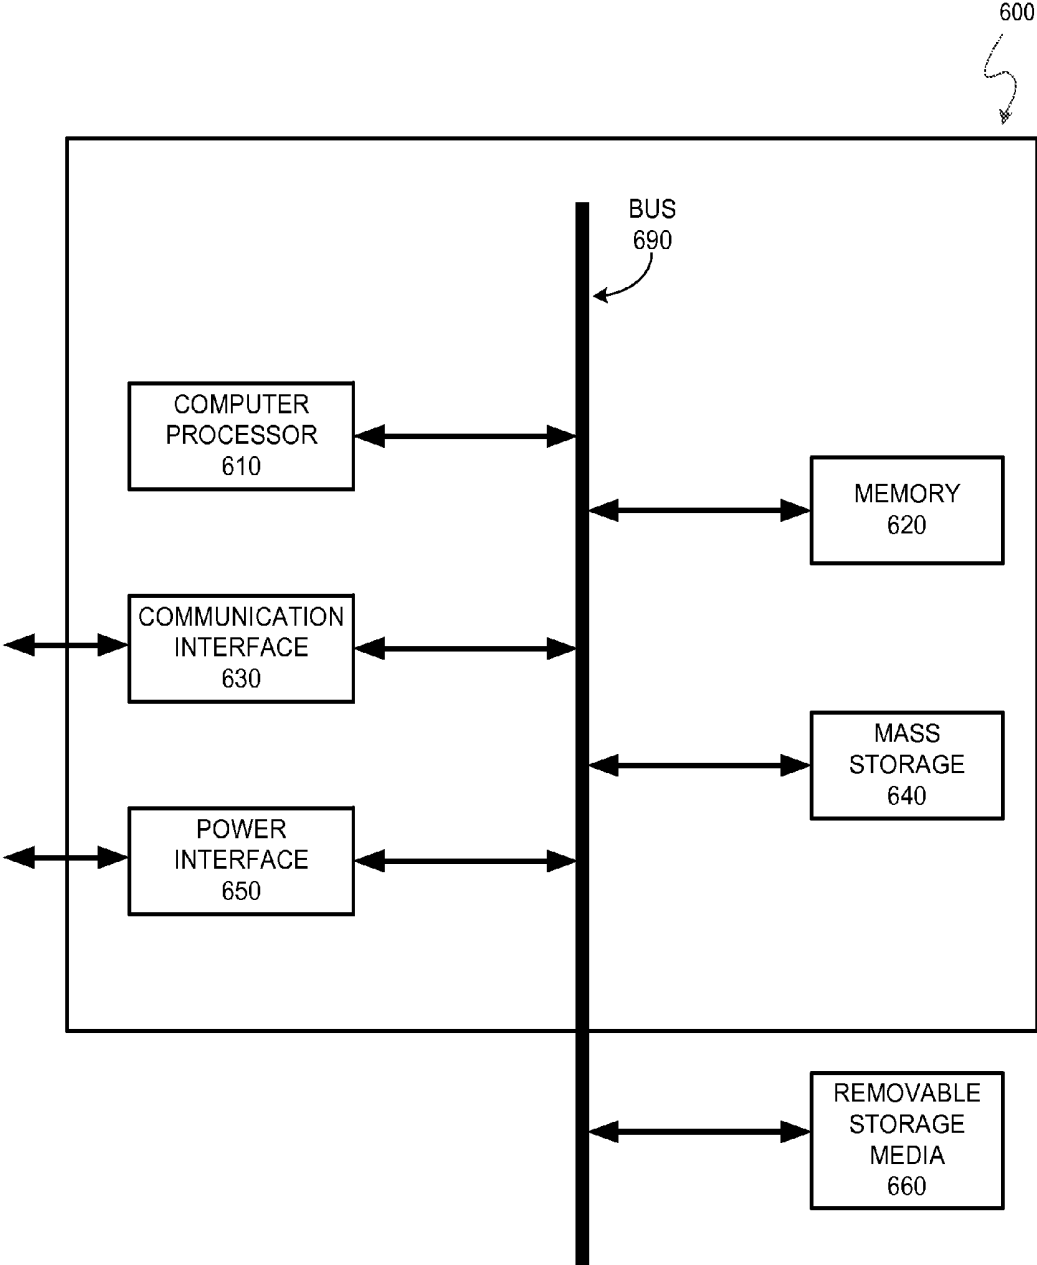 600
BUS
690
COMPUTER
PROCESSOR
610
MEMORY
620
COMMUNICATION
INTERFACE
630
MASS
STORAGE
640
POWER
INTERFACE
650
REMOVABLE
STORAGE
MEDIA
660